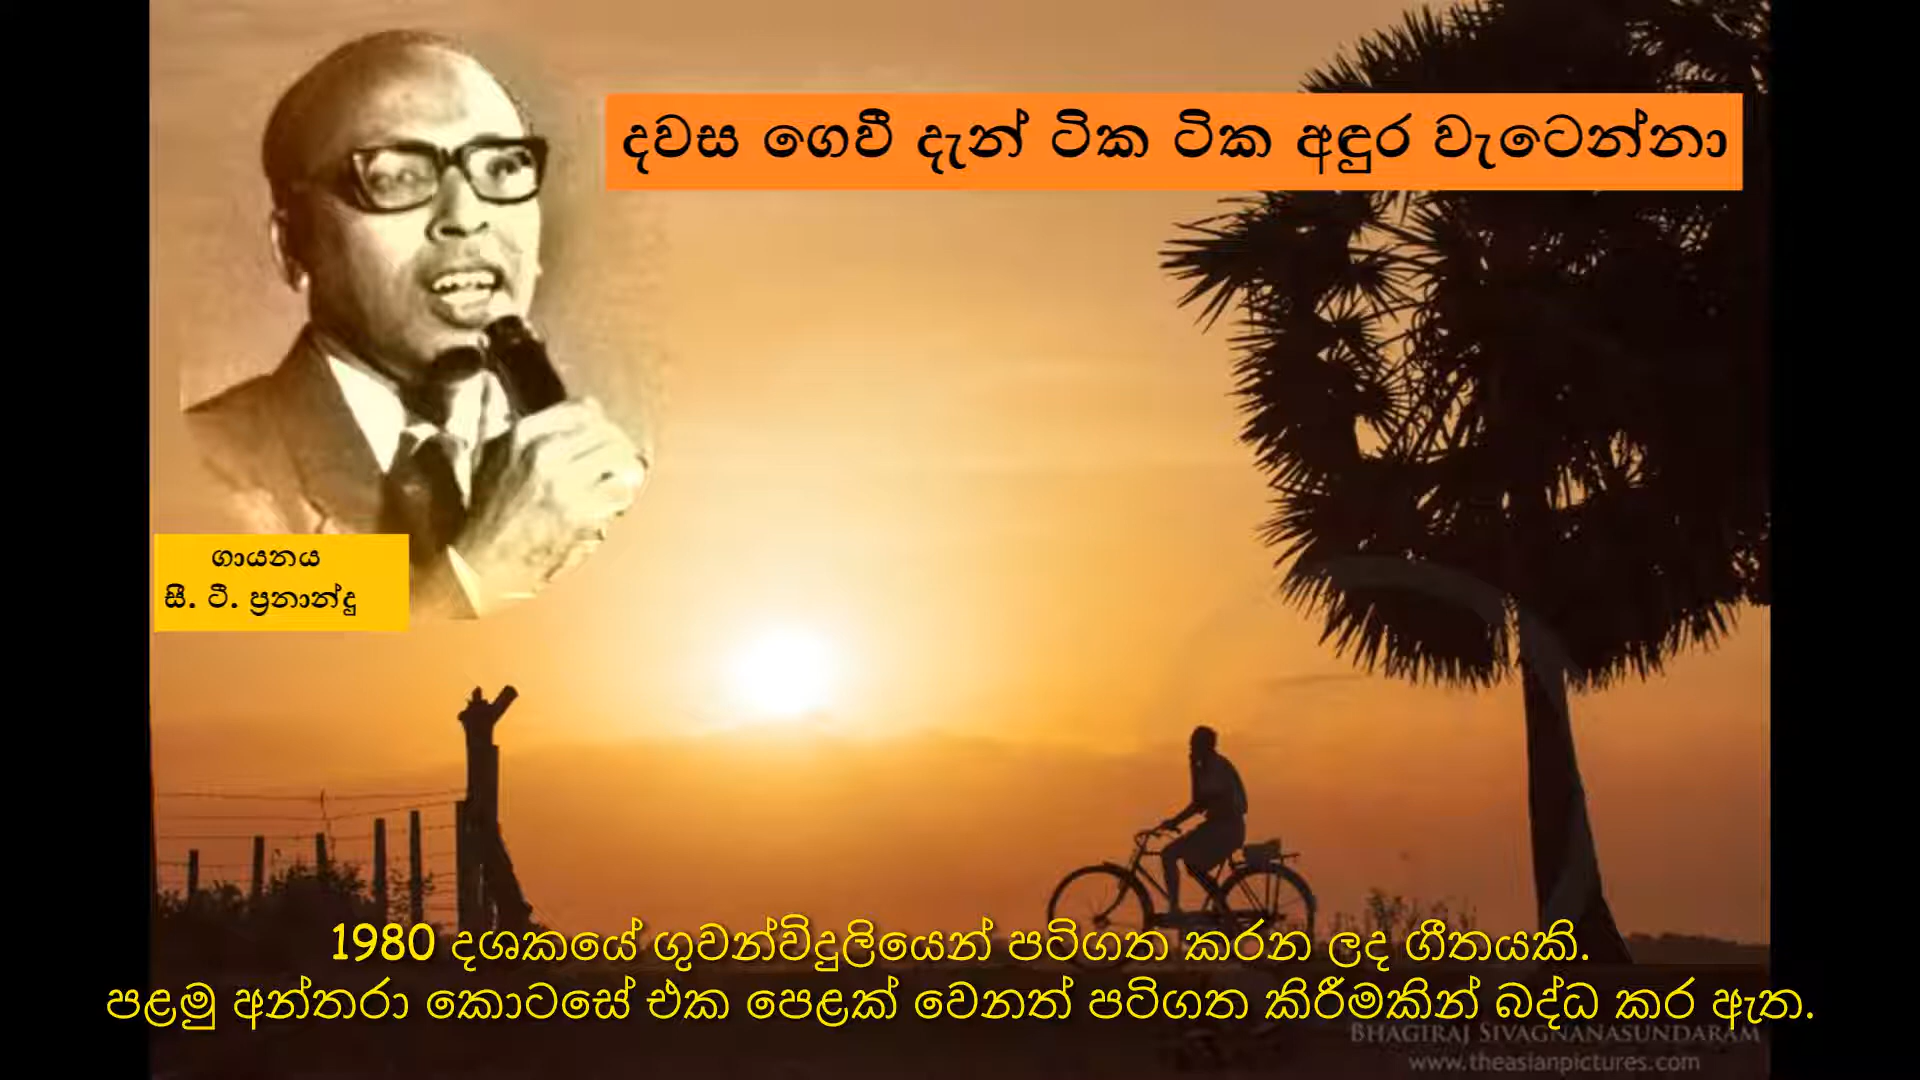 දවස ගෙවී දැන් ටික ටික අඳුර වැටෙන්නා
ගායනය
සී. ටී. ප්‍රනාන්දු
1980 දශකයේ ගුවන්විදුලියෙන් පටිගත කරන ලද ගීතයකි.
පළමු අන්තරා කොටසේ එක පෙළක් වෙනත් පටිගත කිරීමකින් බද්ධ කර ඇත.
BHAGIRAJ SIVAGNANASUNDARAM
www.theasianpictures.com